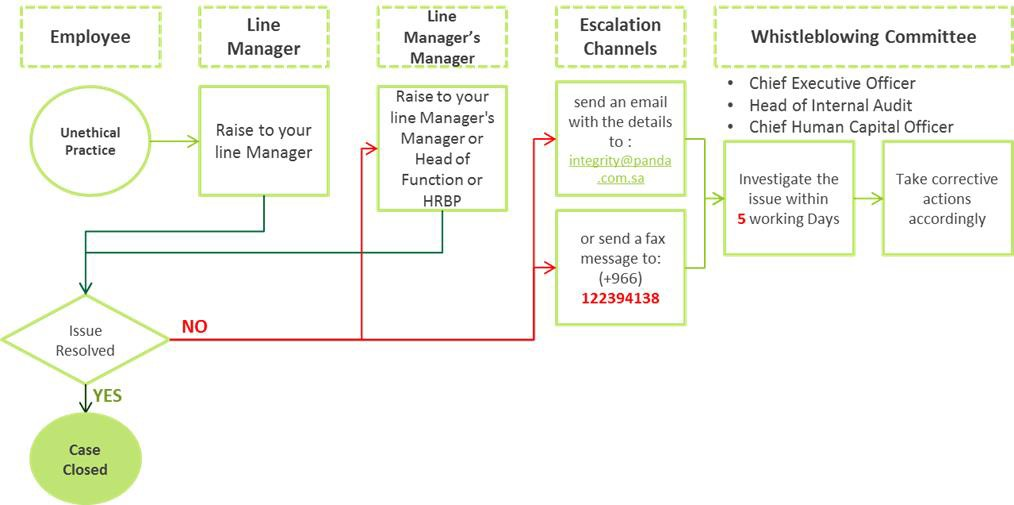 Employee
Line
Manager
Line
Manager's
Manager
Escalation
Channels
Whistleblowing Committee
• Chief Executive Officer
• Head of Internal Audit
• Chief Human Capital Officer
Unethical
Practice
Raise to your
line Manager
Raise to your
line Manager's
Manager or
Head of
Function or
HRBP
send an email
with the details
to :
integrity@panda
.com.sa
or send a fax
message to:
(+966)
122394138
Investigate the
issue within
5 working Days
Take corrective
actions
accordingly
Issue
Resolved
NO
YES
Case
Closed